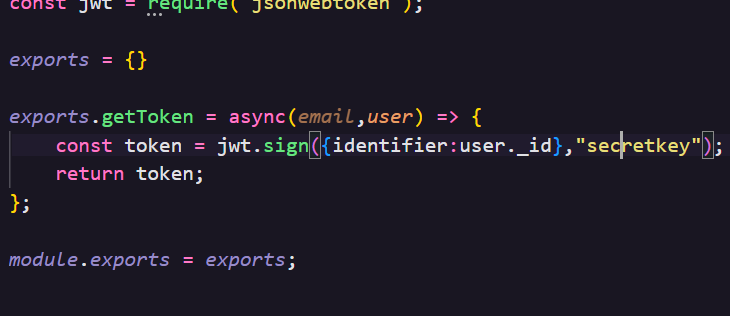 const jwt = require("jsonwebtoken");
exports = {}
exports.getToken = async(email,user) => {
const token = jwt.sign({identifier:user._id},"secretkey");
return token;
};
module.exports = exports;